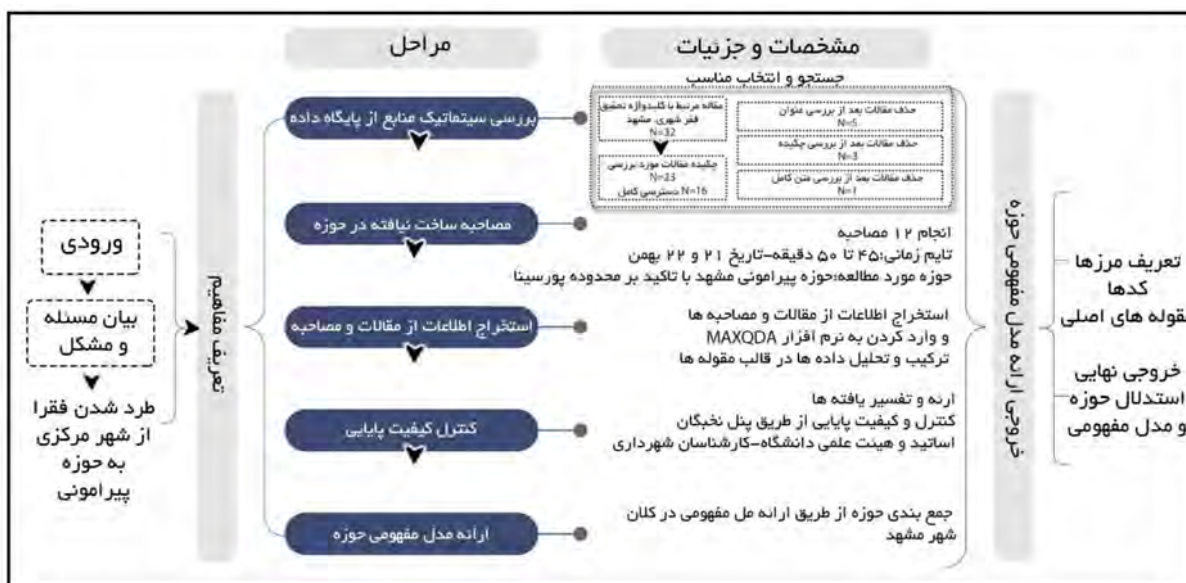 مراحل
مشخصات و جزئیات
ورودی
بیان مسئله
و مشکل
طرد شدن فقرا
از شهر مرکزی
به حوزه
پیرامونی
تعریف مفاهیم
بررسی سیتماتیک منابع از پایگاه داده
جستجو و انتخاب مناسب
مقاله مرتبط با کلیدواژه تحقیق
فقر شهری، مشهد
N=32
چکیده مقالات مورد بررسی
N=23
N=16 دسترسی کامل
حذف مقالات بعد از بررسی عنوان
N=5
حذف مقالات بعد از بررسی چکیده
N=3
حذف مقالات بعد از بررسی متن کامل
N=1
مصاحبه ساخت نیافته در حوزه
انجام ۱۲ مصاحبه
تایم زمانی:۴۵ تا ۵۰ دقیقه-تاریخ ۲۱ و ۲۲ بهمن
حوزه مورد مطالعه:حوزه پیرامونی مشهد با تاکید بر محدوده پورسینا
استخراج اطلاعات از مقالات و مصاحبه
استخراج اطلاعات از مقالات و مصاحبه ها
و وارد کردن به نرم افزار MAXQDA
ترکیب و تحلیل داده ها در قالب مقوله ها
کنترل کیفیت پایایی
ارنه و تفسیر یافته ها
کنترل و کیفیت پایایی از طریق پنل نخبگان
اساتید و هیئت علمی دانشگاه-کارشناسان شهرداری
ارانه مدل مفهومی حوزه
جمع بندی حوزه از طریق ارانه مل مفهومی در کلان
شهر مشهد
خروجی ارانه مدل مفهومی حوزه
تعریف مرزها
کدها
مقوله های اصلی
خروجی نهایی
استدلال حوزه
و مدل مفهومی